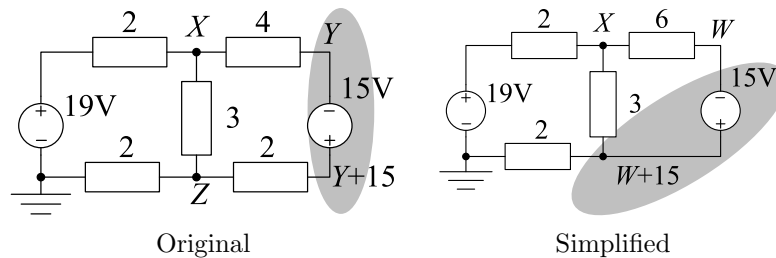 2 X 4 Y
19V
3
15V
2 Z 2 Y+15
Original
2 X 6 W
19V
3
15V
2 W+15
Simplified